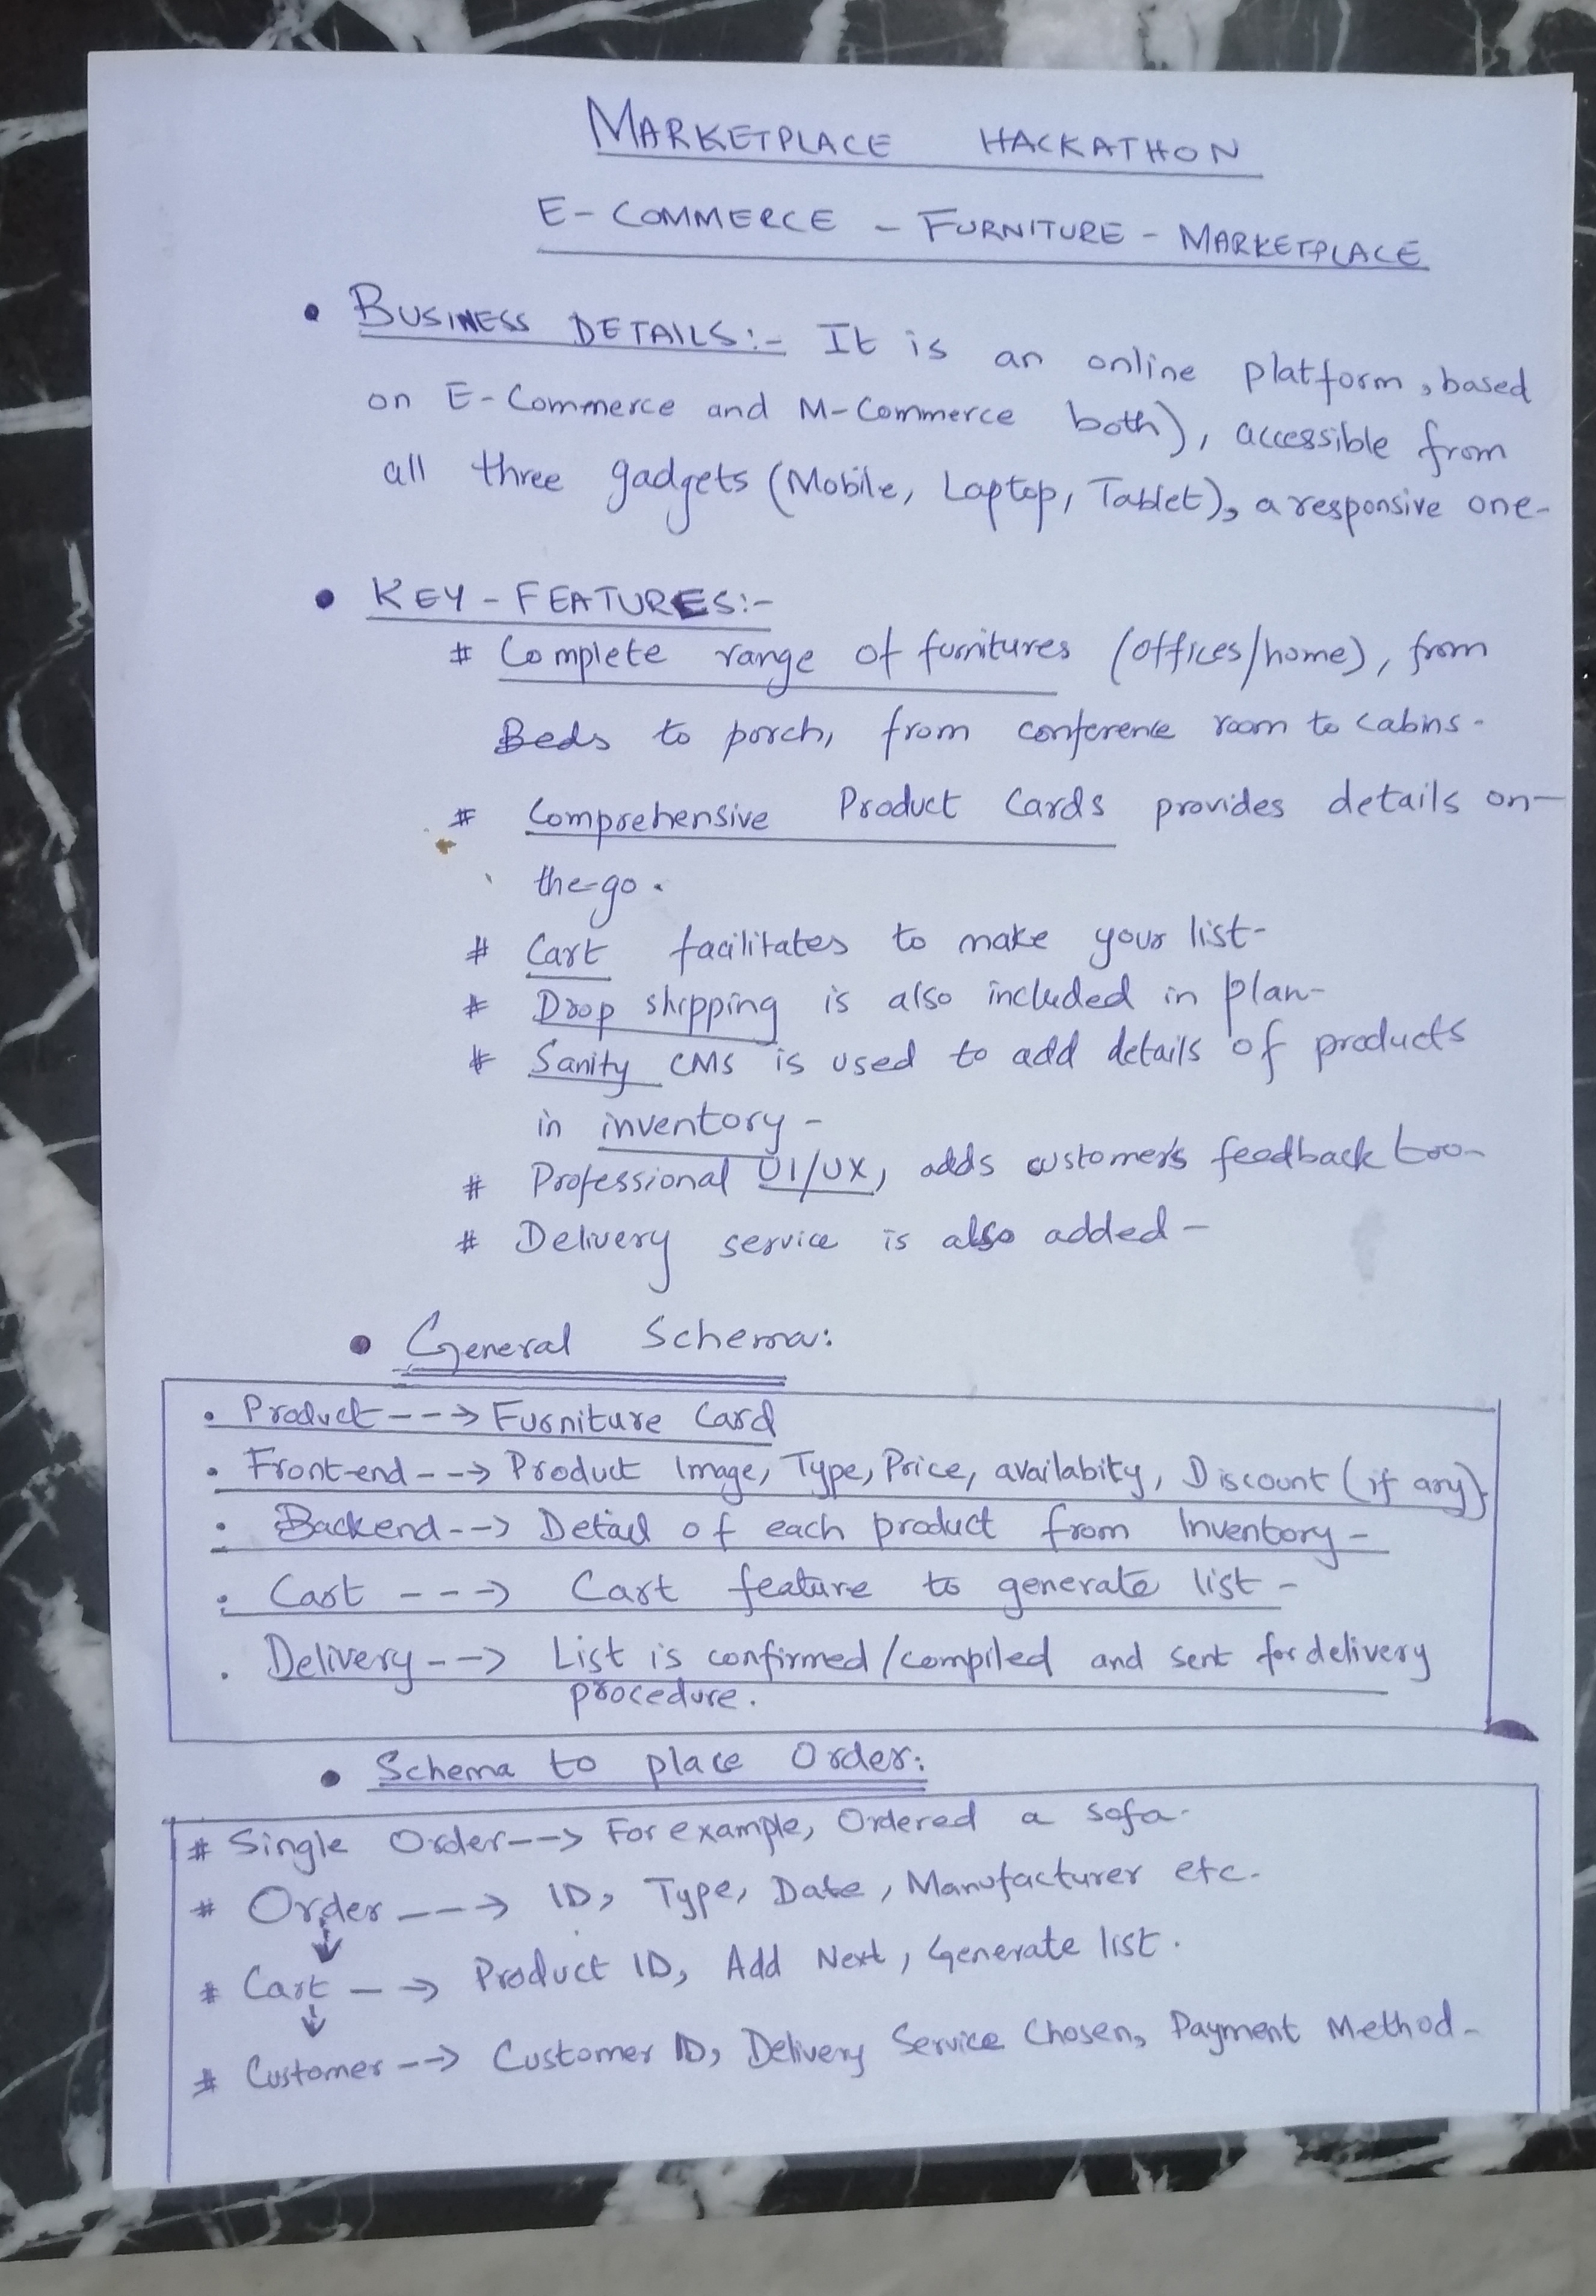 MARKETPLACE HACKATHON
E-COMMERCE - FURNITURE - MARKETPLACE
• BUSINESS DETAILS:- It is an online platform, based
on E-Commerce and M-Commerce both), accessible from
all three gadgets (Mobile, Laptop, Tablet), a responsive one-
• KEY-FEATURES:-
# Complete range of furnitures (offices/home), from
Beds to porch, from conference room to cabins-
# Comprehensive Product Cards provides details on-
the-go.
# Cart facilitates to make your list-
# Drop shipping is also included in plan-
# Sanity CMS is used to add details of products
in inventory-
# Professional UI/UX, adds customers feedback too-
# Delivery service is also added-
• General Schema:
• Product ---> Furniture Card
• Front-end ---> Product Image, Type, Price, availabity, Discount (if any)
• Backend --> Detail of each product from Inventory-
• Cart ---> Cart feature to generate list-
• Delivery --> List is confirmed/compiled and sent for delivery
procedure.
• Schema to place Order:
# Single Order --> For example, Ordered a sofa-
# Order ---> ID, Type, Date, Manufacturer etc-
# Cart --> Product ID, Add Next, Generate list.
# Customer --> Customer ID, Delivery Service Chosen, Payment Method-